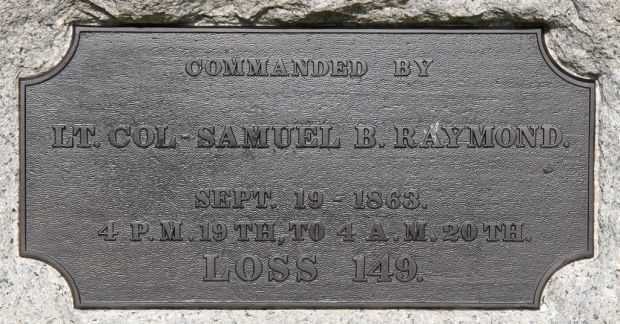 COMMANDED BY
LT. COL-SAMUEL B. RAYMOND.
SEPT. 19-1863.
4 P.M. 19TH, TO 4 A.M. 20TH.
LOSS 149.